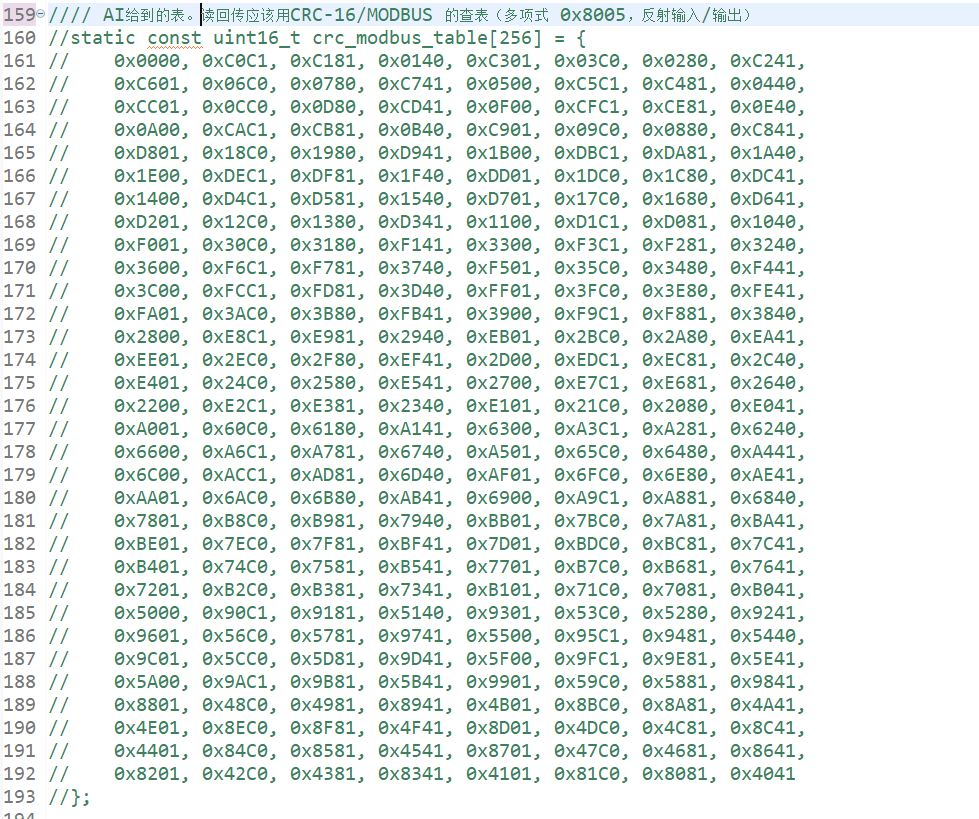 159 //// AI给到的表。读回传应该用CRC-16/MODBUS 的查表（多项式 0x8005，反射输入/输出）
160 //static const uint16_t crc_modbus_table[256] = {
161 //    0x0000, 0xC0C1, 0xC181, 0x0140, 0xC301, 0x03C0, 0x0280, 0xC241,
162 //    0xC601, 0x06C0, 0x0780, 0xC741, 0x0500, 0xC5C1, 0xC481, 0x0440,
163 //    0xCC01, 0x0CC0, 0x0D80, 0xCD41, 0x0F00, 0xCFC1, 0xCE81, 0x0E40,
164 //    0x0A00, 0xCAC1, 0xCB81, 0x0B40, 0xC901, 0x09C0, 0x0880, 0xC841,
165 //    0xD801, 0x18C0, 0x1980, 0xD941, 0x1B00, 0xDBC1, 0xDA81, 0x1A40,
166 //    0x1E00, 0xDEC1, 0xDF81, 0x1F40, 0xDD01, 0x1DC0, 0x1C80, 0xDC41,
167 //    0x1400, 0xD4C1, 0xD581, 0x1540, 0xD701, 0x17C0, 0x1680, 0xD641,
168 //    0xD201, 0x12C0, 0x1380, 0xD341, 0x1100, 0xD1C1, 0xD081, 0x1040,
169 //    0xF001, 0x30C0, 0x3180, 0xF141, 0x3300, 0xF3C1, 0xF281, 0x3240,
170 //    0x3600, 0xF6C1, 0xF781, 0x3740, 0xF501, 0x35C0, 0x3480, 0xF441,
171 //    0x3C00, 0xFCC1, 0xFD81, 0x3D40, 0xFF01, 0x3FC0, 0x3E80, 0xFE41,
172 //    0xFA01, 0x3AC0, 0x3B80, 0xFB41, 0x3900, 0xF9C1, 0xF881, 0x3840,
173 //    0x2800, 0xE8C1, 0xE981, 0x2940, 0xEB01, 0x2BC0, 0x2A80, 0xEA41,
174 //    0xEE01, 0x2EC0, 0x2F80, 0xEF41, 0x2D00, 0xEDC1, 0xEC81, 0x2C40,
175 //    0xE401, 0x24C0, 0x2580, 0xE541, 0x2700, 0xE7C1, 0xE681, 0x2640,
176 //    0x2200, 0xE2C1, 0xE381, 0x2340, 0xE101, 0x21C0, 0x2080, 0xE041,
177 //    0xA001, 0x60C0, 0x6180, 0xA141, 0x6300, 0xA3C1, 0xA281, 0x6240,
178 //    0x6600, 0xA6C1, 0xA781, 0x6740, 0xA501, 0x65C0, 0x6480, 0xA441,
179 //    0x6C00, 0xACC1, 0xAD81, 0x6D40, 0xAF01, 0x6FC0, 0x6E80, 0xAE41,
180 //    0xAA01, 0x6AC0, 0x6B80, 0xAB41, 0x6900, 0xA9C1, 0xA881, 0x6840,
181 //    0x7801, 0xB8C0, 0xB981, 0x7940, 0xBB01, 0x7BC0, 0x7A81, 0xBA41,
182 //    0xBE01, 0x7EC0, 0x7F81, 0xBF41, 0x7D01, 0xBDC0, 0xBC81, 0x7C41,
183 //    0xB401, 0x74C0, 0x7581, 0xB541, 0x7701, 0xB7C0, 0xB681, 0x7641,
184 //    0x7201, 0xB2C0, 0xB381, 0x7341, 0xB101, 0x71C0, 0x7081, 0xB041,
185 //    0x5000, 0x90C1, 0x9181, 0x5140, 0x9301, 0x53C0, 0x5280, 0x9241,
186 //    0x9601, 0x56C0, 0x5781, 0x9741, 0x5500, 0x95C1, 0x9481, 0x5440,
187 //    0x9C01, 0x5CC0, 0x5D81, 0x9D41, 0x5F00, 0x9FC1, 0x9E81, 0x5E41,
188 //    0x5A00, 0x9AC1, 0x9B81, 0x5B41, 0x9901, 0x59C0, 0x5881, 0x9841,
189 //    0x8801, 0x48C0, 0x4981, 0x8941, 0x4B01, 0x8BC0, 0x8A81, 0x4A41,
190 //    0x4E01, 0x8EC0, 0x8F81, 0x4F41, 0x8D01, 0x4DC0, 0x4C81, 0x8C41,
191 //    0x4401, 0x84C0, 0x8581, 0x4541, 0x8701, 0x47C0, 0x4681, 0x8641,
192 //    0x8201, 0x42C0, 0x4381, 0x8341, 0x4101, 0x81C0, 0x8081, 0x4041
193 //};